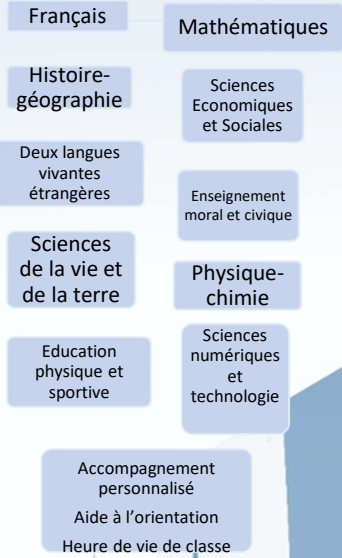 Français
Mathématiques
Histoire-
géographie
Sciences
Economiques
et Sociales
Deux langues
vivantes
étrangères
Enseignement
moral et civique
Sciences
de la vie et
de la terre
Physique-
chimie
Education
physique et
sportive
Sciences
numériques
et
technologie
Accompagnement
personnalisé
Aide à l'orientation
Heure de vie de classe